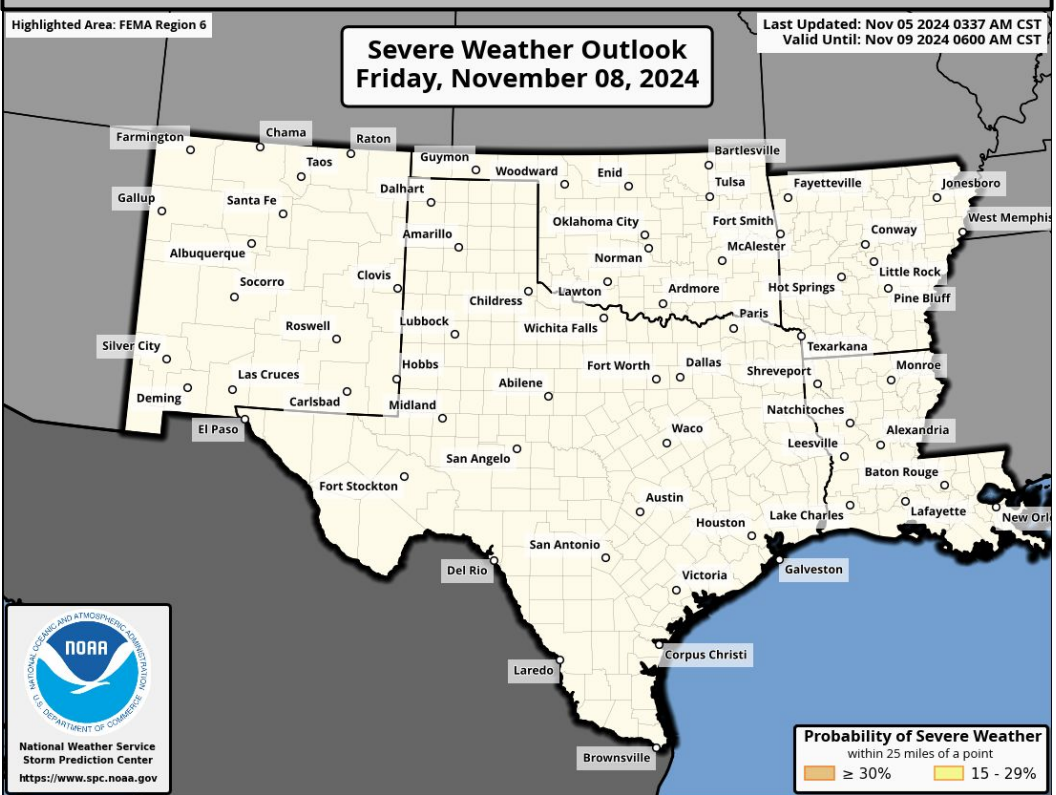 Highlighted Area: FEMA Region 6
Last Updated: Nov 05 2024 0337 AM CST
Valid Until: Nov 09 2024 0600 AM CST
Severe Weather Outlook
Friday, November 08, 2024
Farmington
Chama
Raton
Taos
Guymon
Woodward
Enid
Bartlesville
Tulsa
Fayetteville
Jonesboro
Gallup
Santa Fe
Dalhart
Oklahoma City
Fort Smith
West Memphis
Albuquerque
Amarillo
Norman
McAlester
Conway
Socorro
Clovis
Childress
Lawton
Ardmore
Hot Springs
Little Rock
Pine Bluff
Roswell
Lubbock
Wichita Falls
Paris
Texarkana
Silver City
Las Cruces
Hobbs
Fort Worth
Dallas
Shreveport
Monroe
Deming
Carlsbad
Midland
Abilene
Natchitoches
El Paso
Waco
Leesville
Alexandria
San Angelo
Fort Stockton
Baton Rouge
Austin
Houston
Lake Charles
Lafayette
New Orl
San Antonio
Del Rio
Victoria
Galveston
Laredo
Corpus Christi
Brownsville
NATIONAL OCEANIC AND ATMOSPHERIC ADMINISTRATION
NOAA
U.S. DEPARTMENT OF COMMERCE
National Weather Service
Storm Prediction Center
https://www.spc.noaa.gov
Probability of Severe Weather
within 25 miles of a point
≥ 30%
15 - 29%